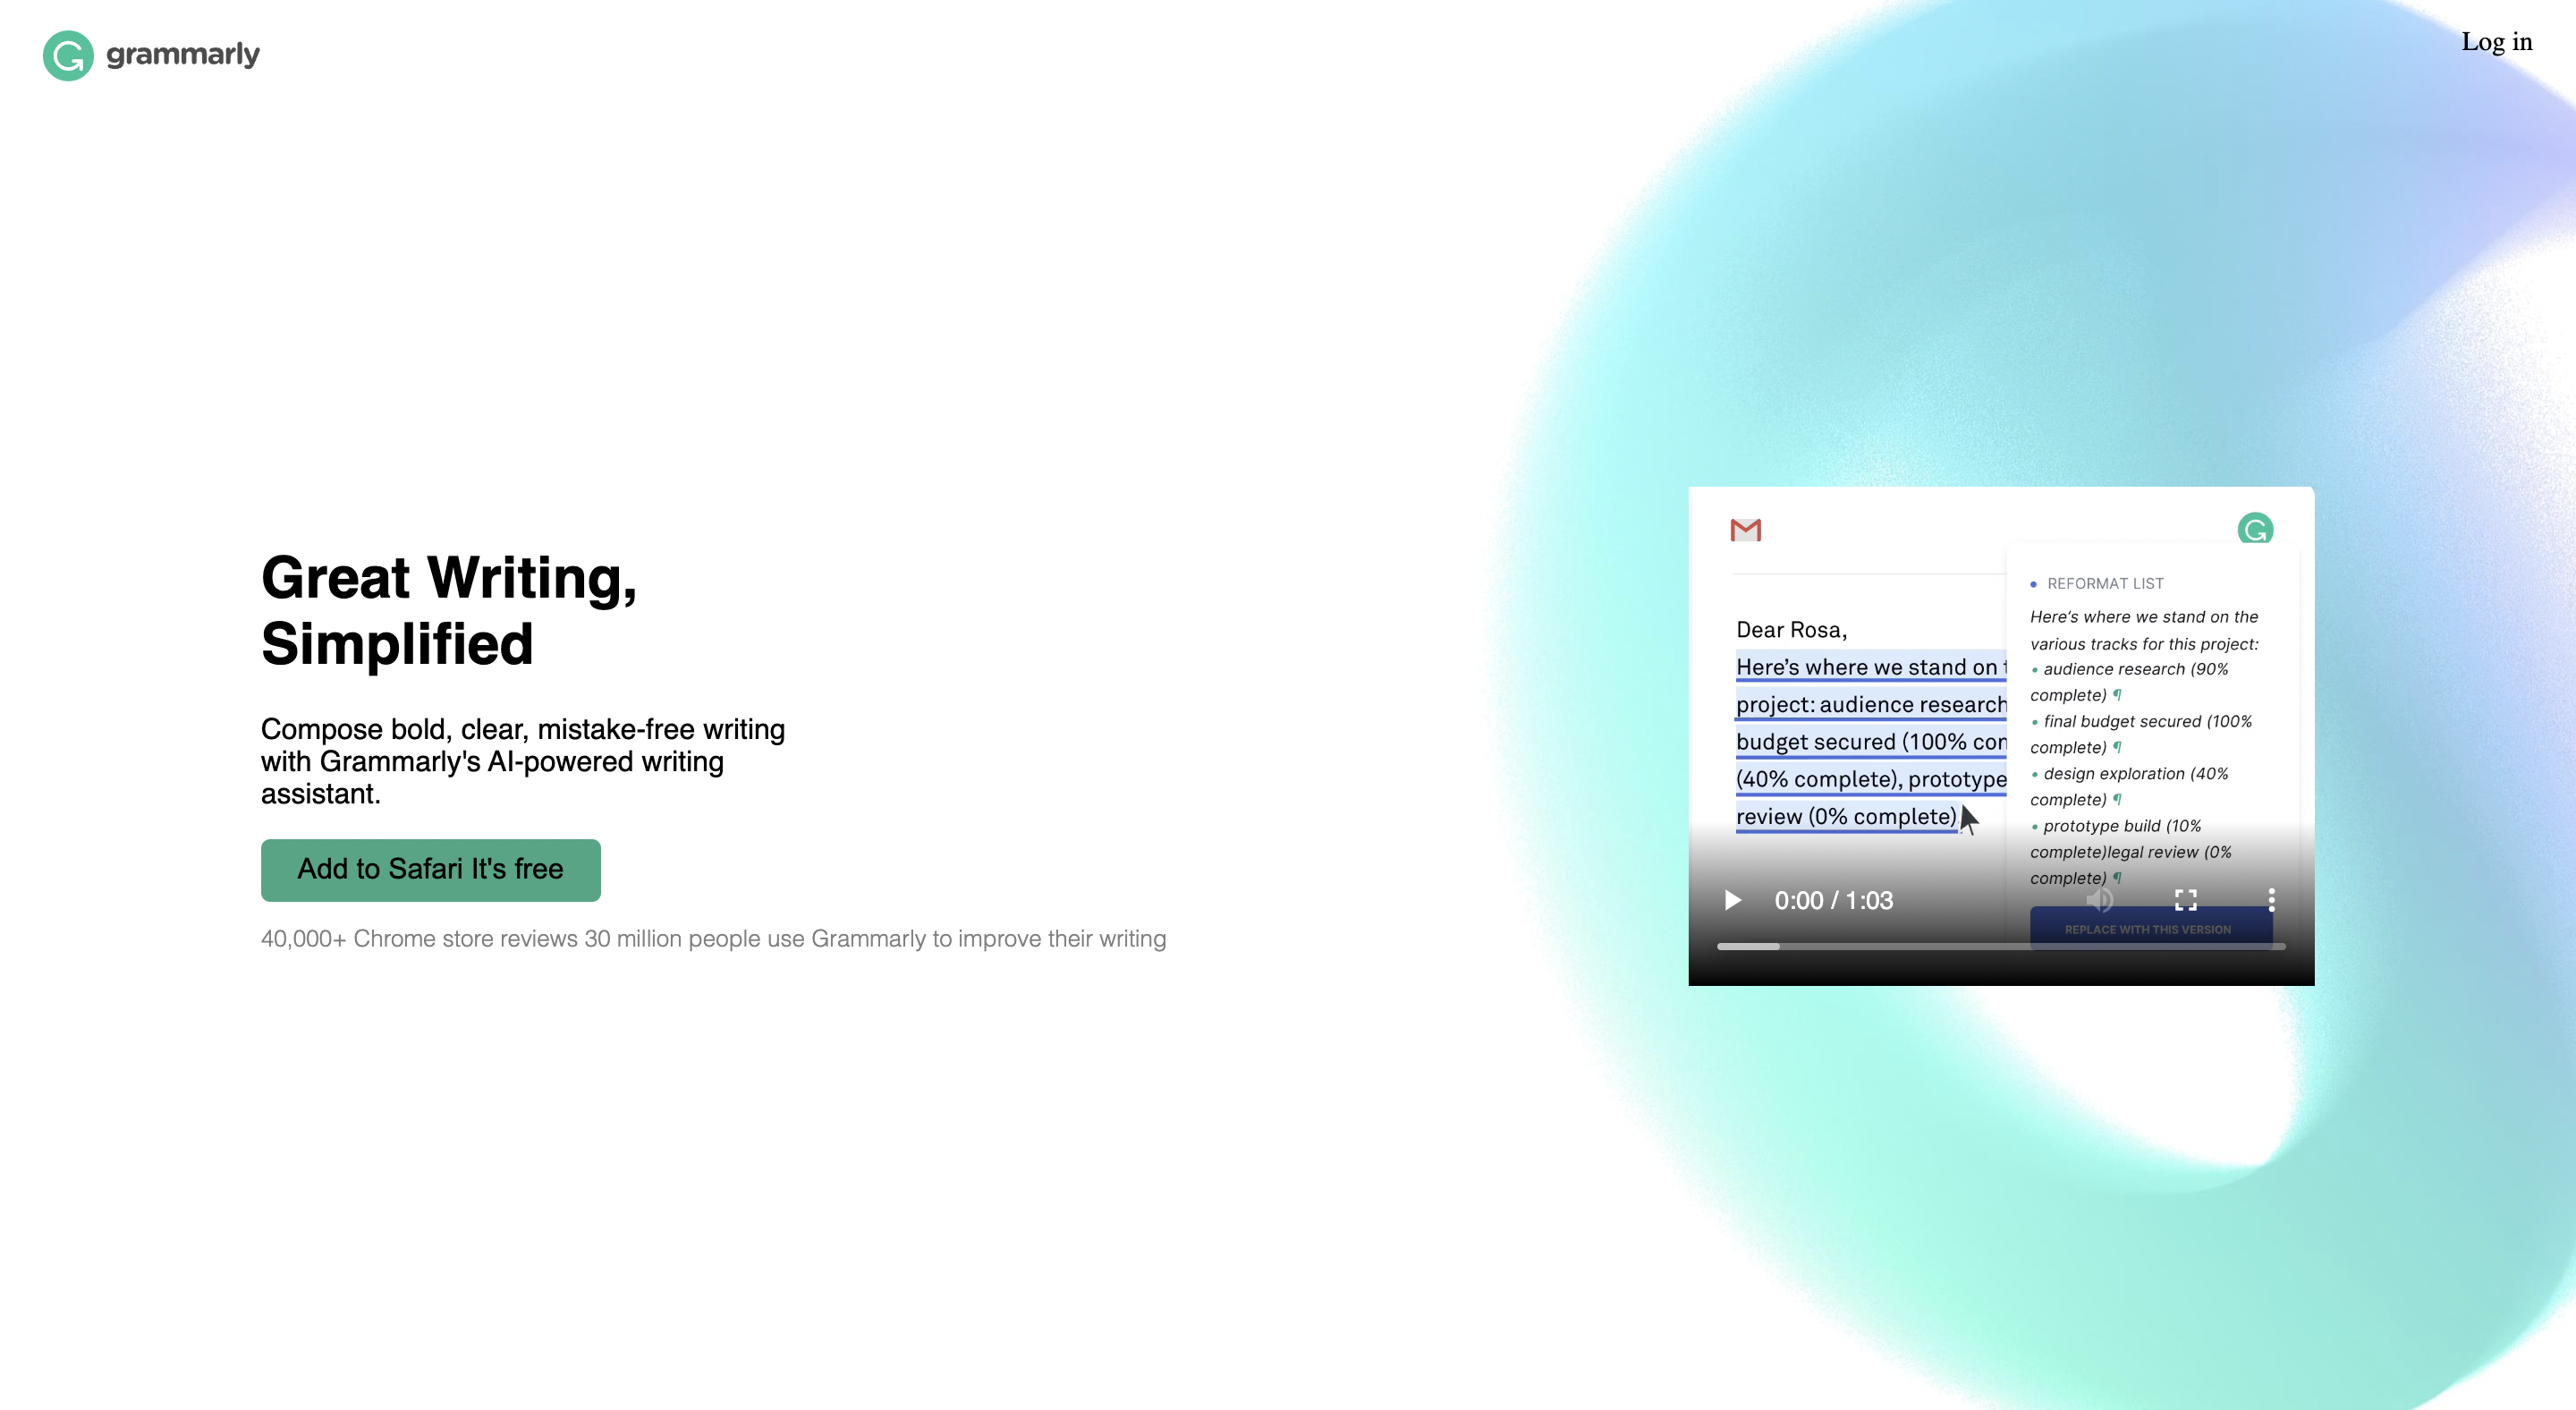 grammarly
Log in
Great Writing,
Simplified
Compose bold, clear, mistake-free writing
with Grammarly's AI-powered writing
assistant.
Add to Safari It's free
40,000+ Chrome store reviews 30 million people use Grammarly to improve their writing
Dear Rosa,
Here's where we stand on t
project: audience research
budget secured (100% con
(40% complete), prototype
review (0% complete).
• REFORMAT LIST
Here's where we stand on the
various tracks for this project:
• audience research (90%
complete) ¶
• final budget secured (100%
complete) ¶
• design exploration (40%
complete) ¶
• prototype build (10%
complete)legal review (0%
complete) ¶
REPLACE WITH THIS VERSION
0:00 / 1:03